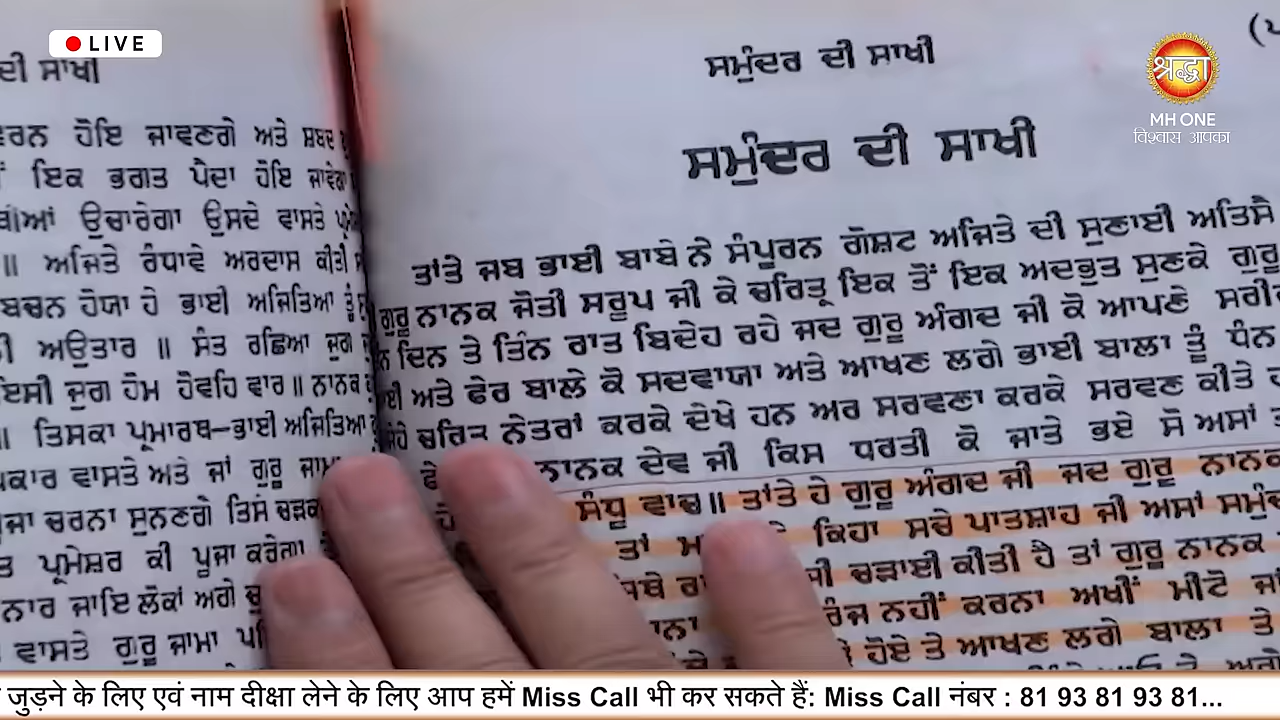 LIVE
श्रद्धा
MH ONE
विश्वास आपका
ਦੀ ਸਾਖੀ
ਹੋਇ ਜਾਵਣਗੇ ਅਤੇ ਸ਼ਬਦ
ਇਕ ਭਗਤ ਪੈਦਾ ਹੋਇ ਜਾਵੇਗਾ
ਉਚਾਰੇਗਾ ਉਸਦੇ ਵਾਸਤੇ
॥ ਅਜਿਤੇ ਰੰਧਾਵੇ ਅਰਦਾਸ ਕੀਤੀ
ਬਚਨ ਹੋਯਾ ਹੇ ਭਾਈ ਅਜਿਤਿਆ ਤੂੰ
ਅਉਤਾਰ ॥ ਸੰਤ ਰਛਿਆ ਜੁਗ
ਇਸੀ ਜੁਗ ਹੋਮ ਹੋਵਹਿ ਵਾਰ॥ ਨਾਨਕ
॥ ਤਿਸਕਾ ਪ੍ਰਮਾਰਥ–ਭਾਈ ਅਜਿਤਿਆ
ਵਾਸਤੇ ਅਤੇ ਜਾਂ ਗੁਰੂ ਜਾਮਾ
ਚਰਨਾ ਸੁਨਣਗੇ ਤਿਸ
ਪ੍ਰਮੇਸ਼ਰ ਕੀ ਪੂਜਾ ਕਰੇਗਾ
ਜਾਇ ਲੋਕਾਂ ਅਗੇ
ਵਾਸਤੇ ਗੁਰੂ ਜਾਮਾ
ਸਮੁੰਦਰ ਦੀ ਸਾਖੀ
ਸਮੁੰਦਰ ਦੀ ਸਾਖੀ
ਤਾਂਤੇ ਜਬ ਭਾਈ ਬਾਬੇ ਨੇ ਸੰਪੂਰਨ ਗੋਸ਼ਟ ਅਜਿਤੇ ਦੀ ਸੁਣਾਈ ਅਤਿਸੈ
ਗੁਰੂ ਨਾਨਕ ਜੋਤੀ ਸਰੂਪ ਜੀ ਕੇ ਚਰਿਤ੍ਰ ਇਕ ਤੋਂ ਇਕ ਅਦਭੁਤ ਸੁਣਕੇ ਗੁਰੂ
ਦਿਨ ਤੇ ਤਿੰਨ ਰਾਤ ਬਿਦੇਹ ਰਹੇ ਜਦ ਗੁਰੂ ਅੰਗਦ ਜੀ ਕੋ ਆਪਣੇ
ਅਤੇ ਫੇਰ ਬਾਲੇ ਕੋ ਸਦਵਾਯਾ ਅਤੇ ਆਖਣ ਲਗੇ ਭਾਈ ਬਾਲਾ ਤੂੰ ਧੰਨ
ਚਰਿਤ੍ਰ ਨੇਤਰਾਂ ਕਰਕੇ ਦੇਖੇ ਹਨ ਅਰ ਸਰਵਣਾ ਕਰਕੇ ਸਰਵਣ ਕੀਤੇ
ਨਾਨਕ ਦੇਵ ਜੀ ਕਿਸ ਧਰਤੀ ਕੋ ਜਾਤੇ ਭਏ ਸੋ ਅਸਾਂ
ਸੰਧੂ ਵਾਚ॥ ਤਾਂਤੇ ਹੇ ਗੁਰੂ ਅੰਗਦ ਜੀ ਜਦ ਗੁਰੂ ਨਾਨਕ
ਤਾਂ ਕਿਹਾ ਸਚੇ ਪਾਤਸ਼ਾਹ ਜੀ ਅਸਾਂ
ਚੜਾਈ ਕੀਤੀ ਹੈ ਤਾਂ ਗੁਰੂ ਨਾਨਕ
ਨਹੀਂ ਕਰਨਾ ਅਖੀਂ ਮੀਟੋ
ਹੋਏ ਤੇ ਆਖਣ ਲਗੇ ਬਾਲਾ ਤੇ
जुड़ने के लिए एवं नाम दीक्षा लेने के लिए आप हमें Miss Call भी कर सकते हैं: Miss Call नंबर : 81 93 81 93 81...